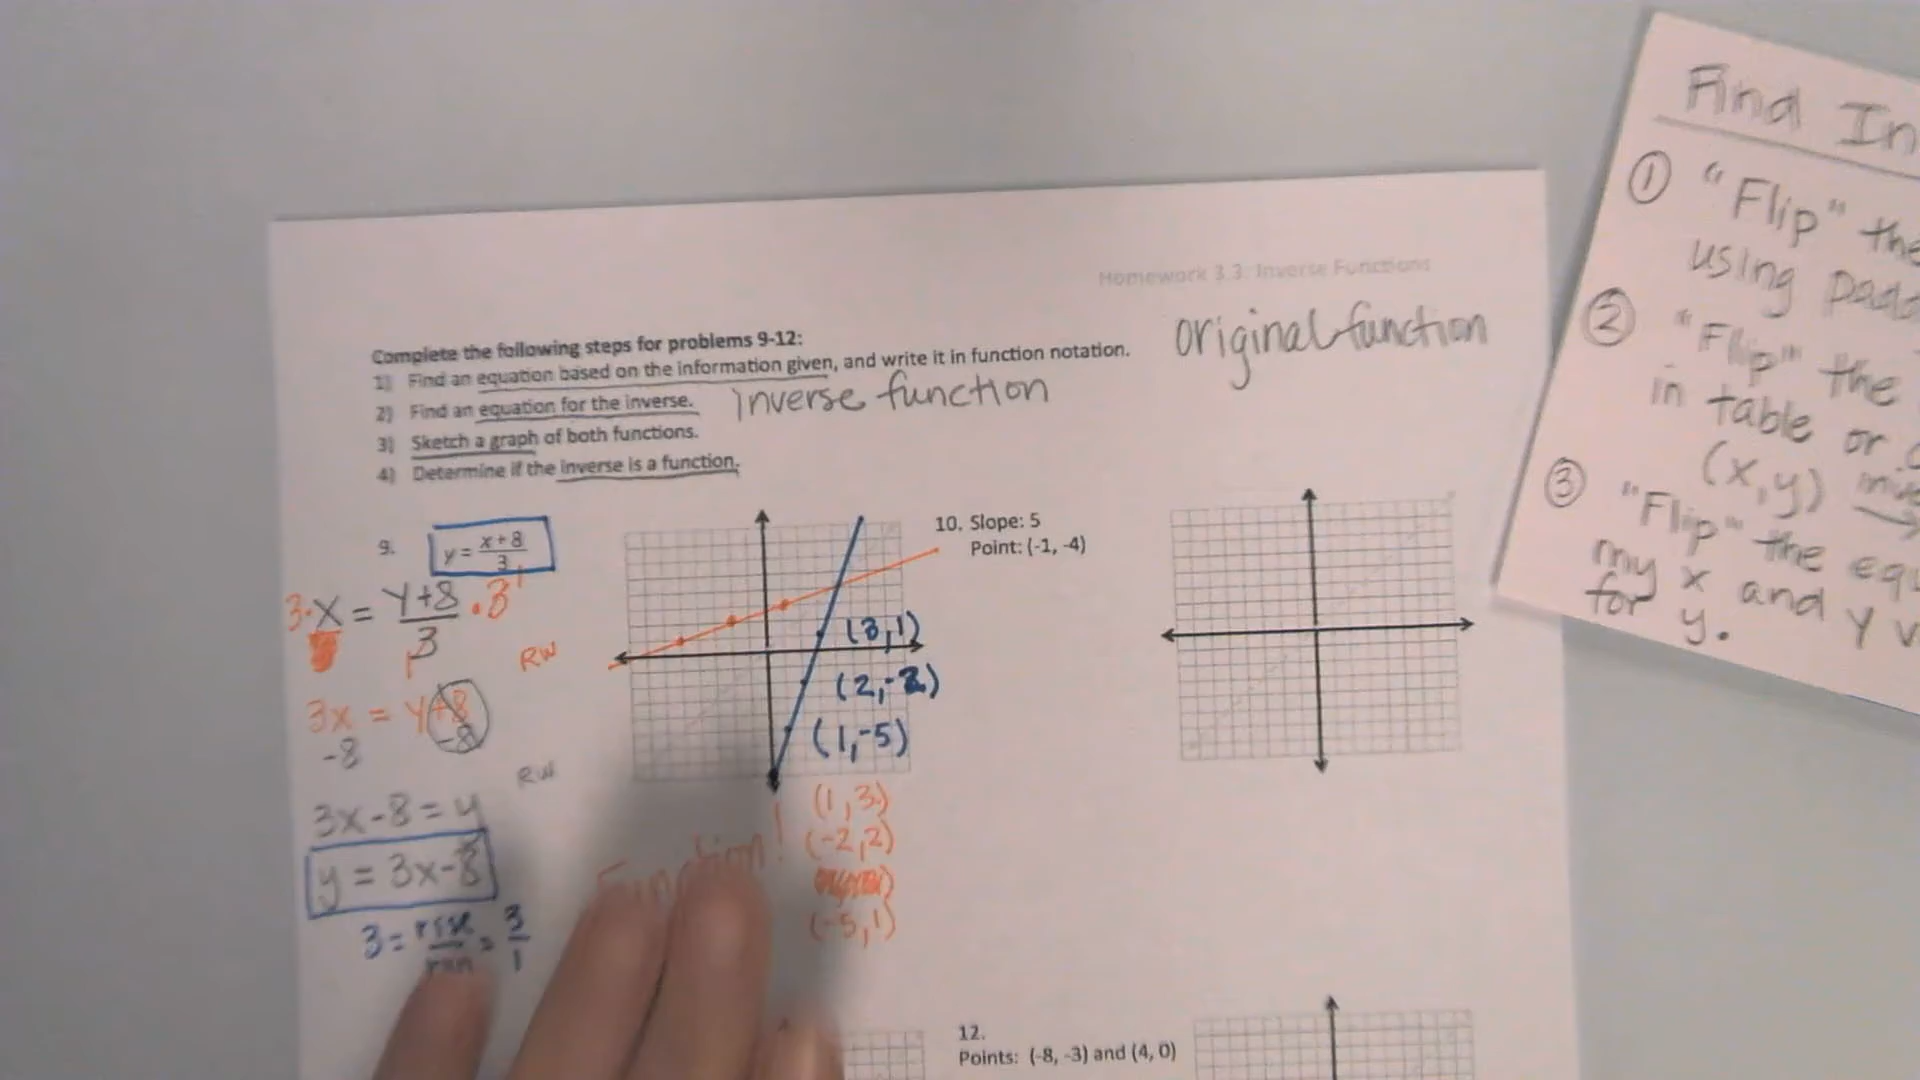 Homework 3.3: Inverse Functions
Complete the following steps for problems 9-12:
1) Find an equation based on the information given, and write it in function notation.
original function
2) Find an equation for the inverse.
inverse function
3) Sketch a graph of both functions.
4) Determine if the inverse is a function.
9. y = x+8 / 3
3·x = y+8 / 3 ·3
1
1
RW
3x = y+8
-8 -8
RW
3x-8 = y
y = 3x-8
3 = rise / run = 3 / 1
(3,1)
(2,-2)
(1,-5)
(1,3)
(-2,2)
(-5,1)
Function!
10. Slope: 5
Point: (-1, -4)
12.
Points: (-8, -3) and (4, 0)
Find In
① "Flip" the
using
② "Flip" the
in table or
(x,y)
③ "Flip" the equ
my x and y
for y.